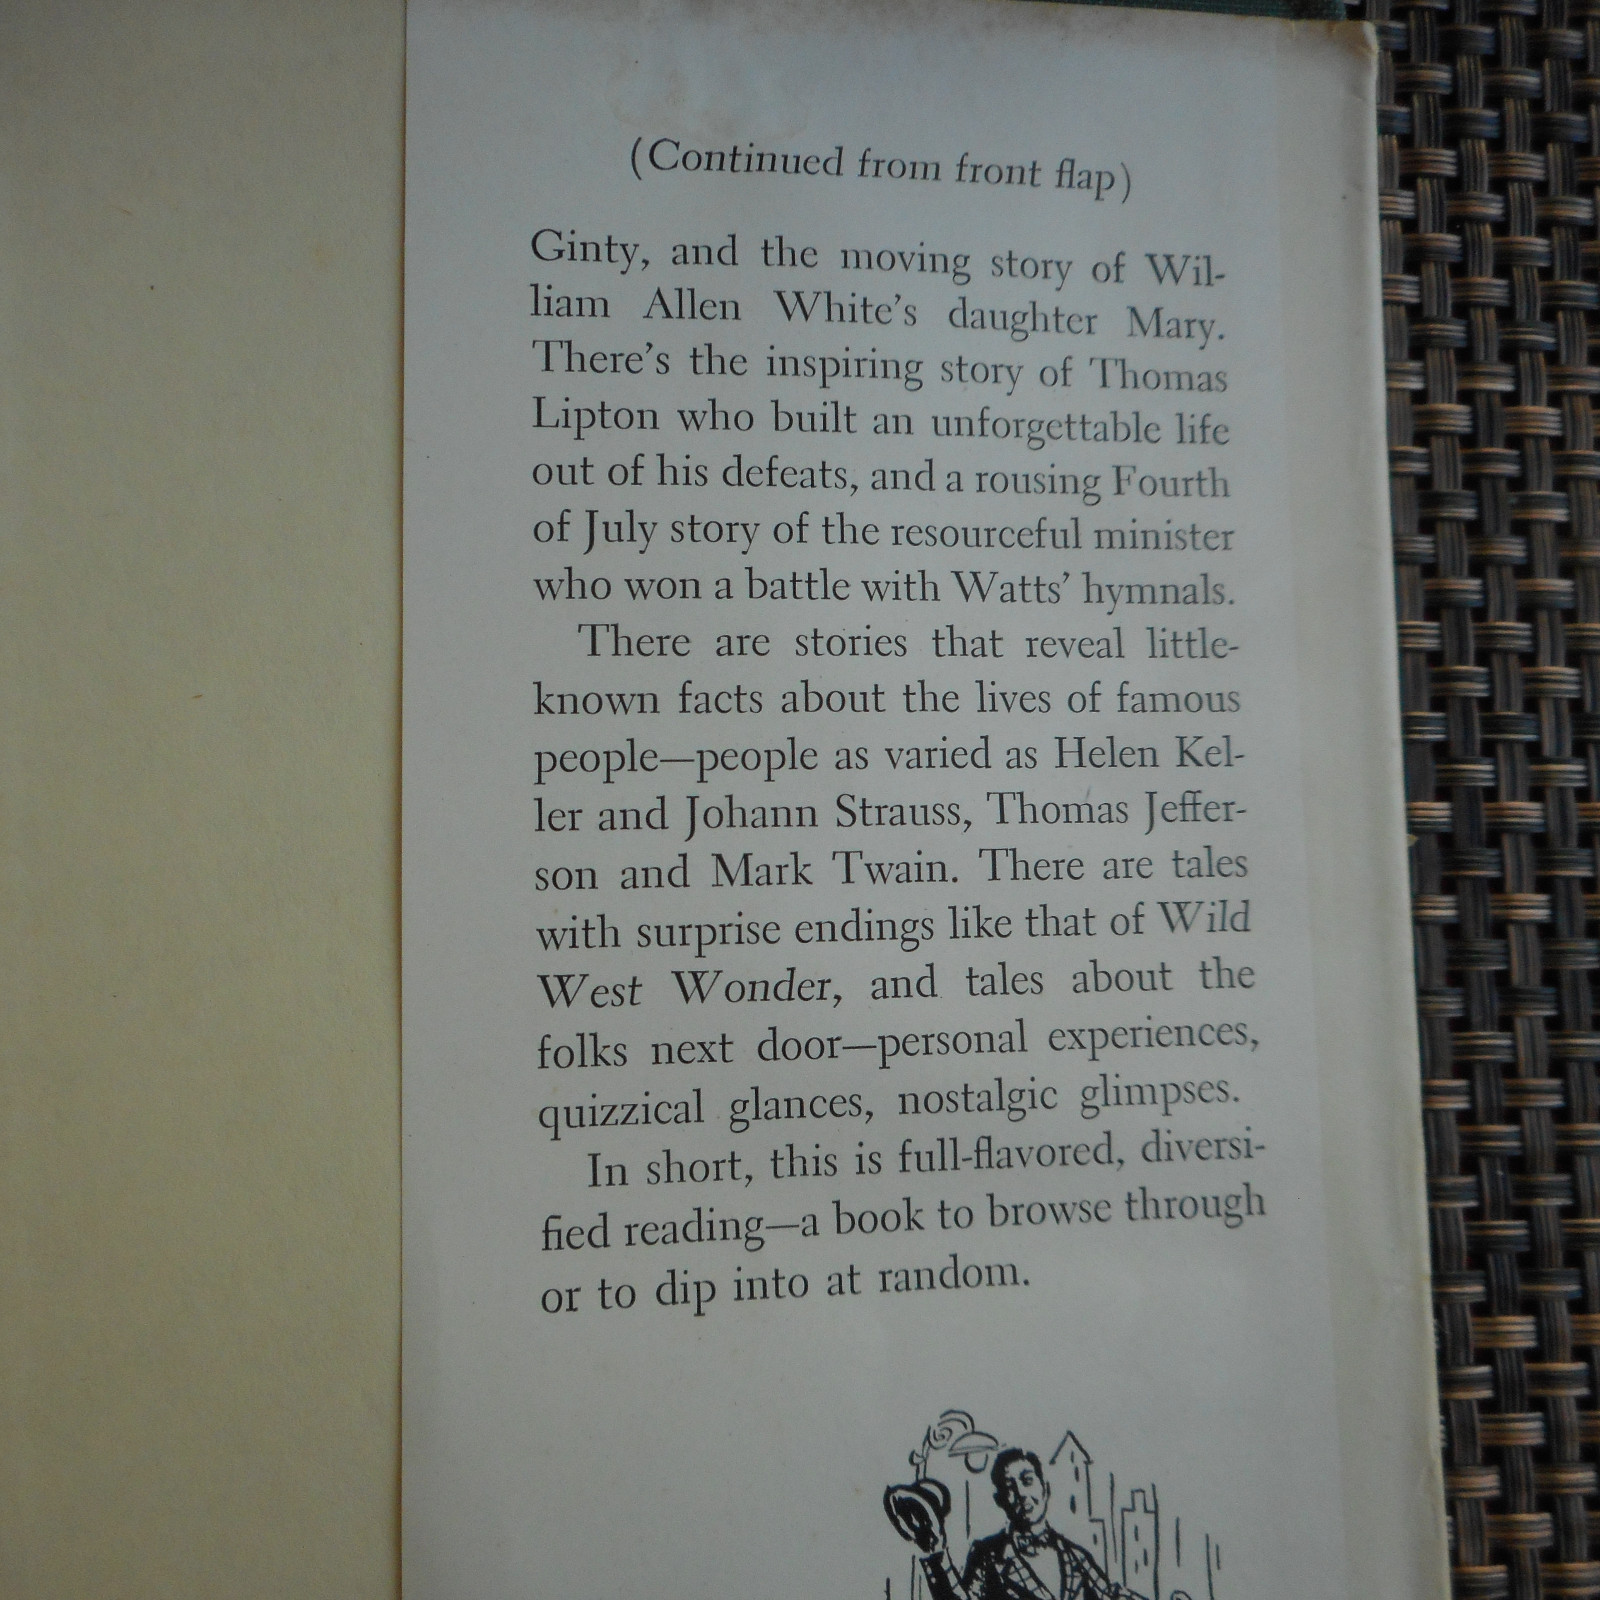 (Continued from front flap)
Ginty, and the moving story of Wil-
liam Allen White's daughter Mary.
There's the inspiring story of Thomas
Lipton who built an unforgettable life
out of his defeats, and a rousing Fourth
of July story of the resourceful minister
who won a battle with Watts' hymnals.
There are stories that reveal little-
known facts about the lives of famous
people—people as varied as Helen Kel-
ler and Johann Strauss, Thomas Jeffer-
son and Mark Twain. There are tales
with surprise endings like that of Wild
West Wonder, and tales about the
folks next door—personal experiences,
quizzical glances, nostalgic glimpses.
In short, this is full-flavored, diversi-
fied reading—a book to browse through
or to dip into at random.